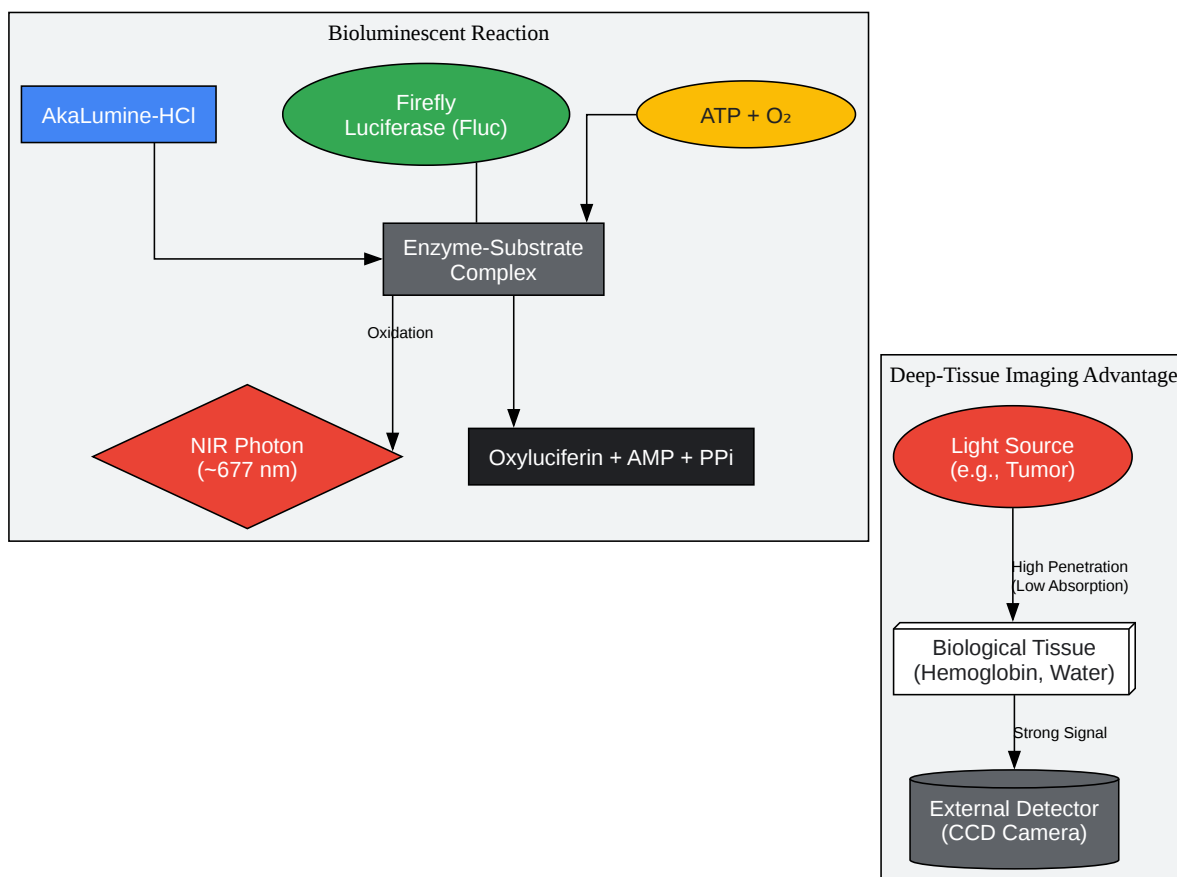 Bioluminescent Reaction
AkaLumine-HCl
Firefly
Luciferase (Fluc)
ATP + O₂
Enzyme-Substrate
Complex
Oxidation
NIR Photon
(~677 nm)
Oxyluciferin + AMP + PPi
Deep-Tissue Imaging Advantage
Light Source
(e.g., Tumor)
High Penetration
(Low Absorption)
Biological Tissue
(Hemoglobin, Water)
Strong Signal
External Detector
(CCD Camera)